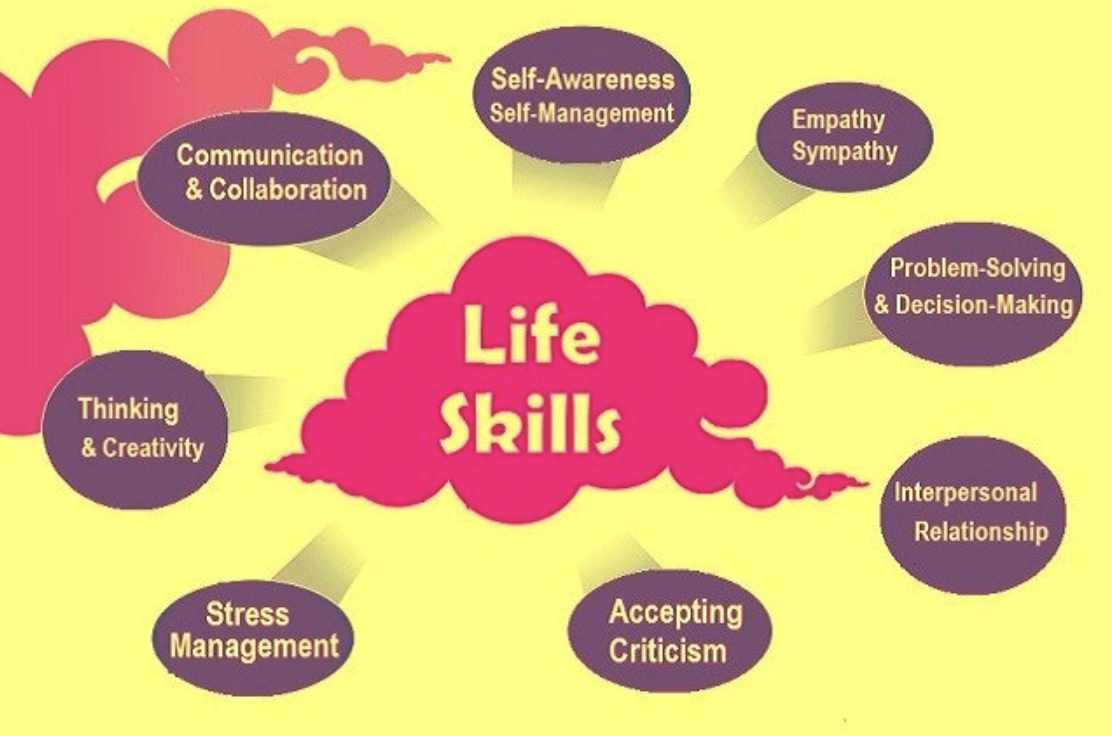 Self-Awareness
Self-Management
Empathy
Sympathy
Communication
& Collaboration
Problem-Solving
& Decision-Making
Life
Skills
Thinking
& Creativity
Interpersonal
Relationship
Stress
Management
Accepting
Criticism